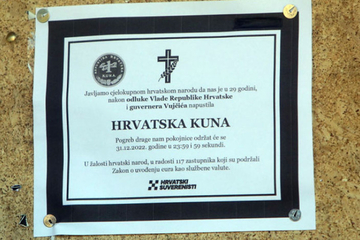 KUNA
Javljamo cjelokupnom hrvatskom narodu da nas je u 29 godini,
nakon odluke Vlade Republike Hrvatske
i guvernera Vujčića napustila
HRVATSKA KUNA
Pogreb drage nam pokojnice održat će se
31.12.2022. godine u 23:59 i 59 sekundi.
U žalosti hrvatski narod, u radosti 117 zastupnika koji su podržali
Zakon o uvođenju eura kao službene valute.
HRVATSKI
SUVERENISTI